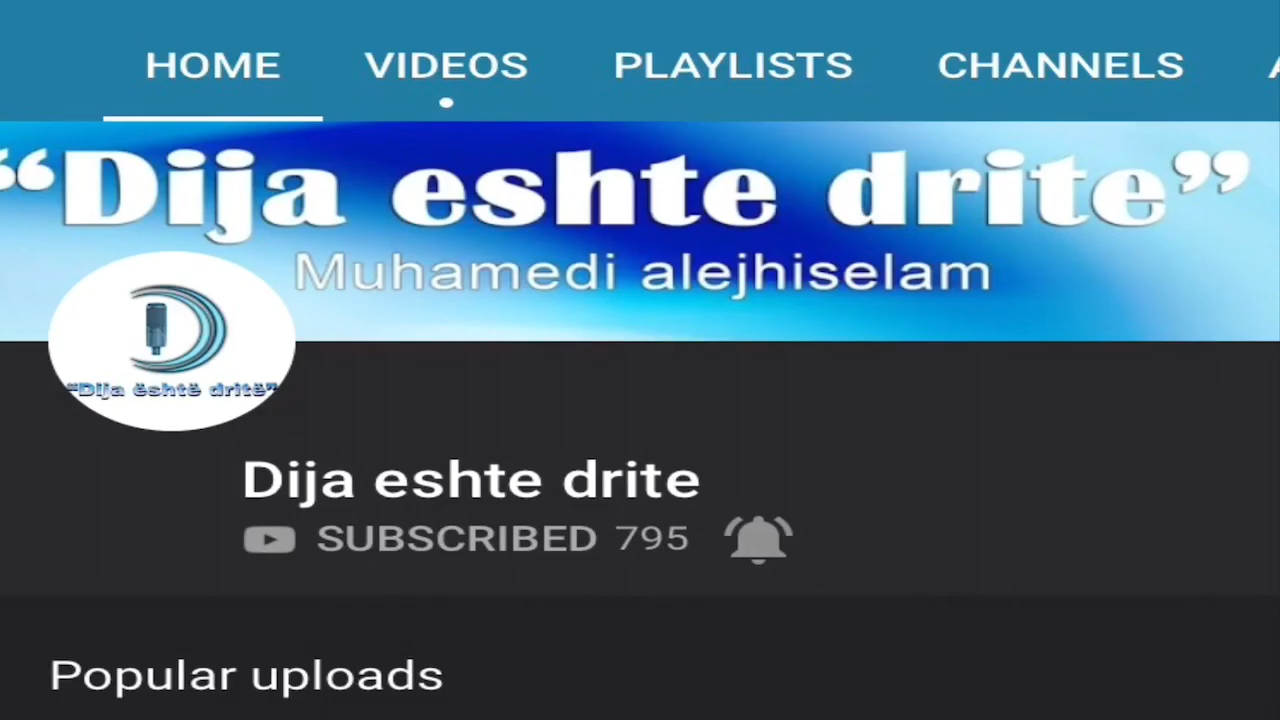 HOME VIDEOS PLAYLISTS CHANNELS
“Dija eshte drite”
Muhamedi alejhiselam
“Dija është dritë”
Dija eshte drite
SUBSCRIBED 795
Popular uploads